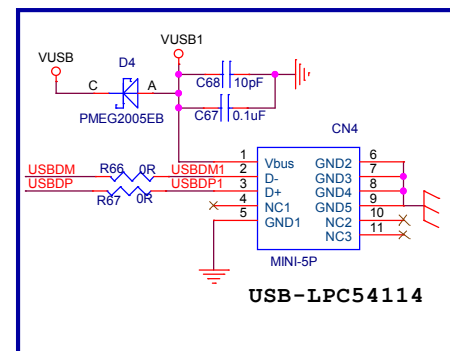 VUSB1
VUSB D4
C A C68 10pF
PMEG2005EB C67 0.1uF
CN4
USBDM R66 0R USBDM1 1 Vbus GND2 6
2 D- GND3 7
USBDP R67 0R USBDP1 3 D+ GND4 8
4 NC1 GND5 9
5 GND1 NC2 10
NC3 11
MINI-5P
USB-LPC54114